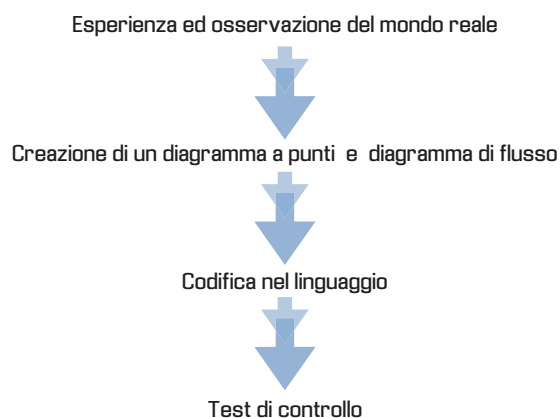 Esperienza ed osservazione del mondo reale
Creazione di un diagramma a punti e diagramma di flusso
Codifica nel linguaggio
Test di controllo